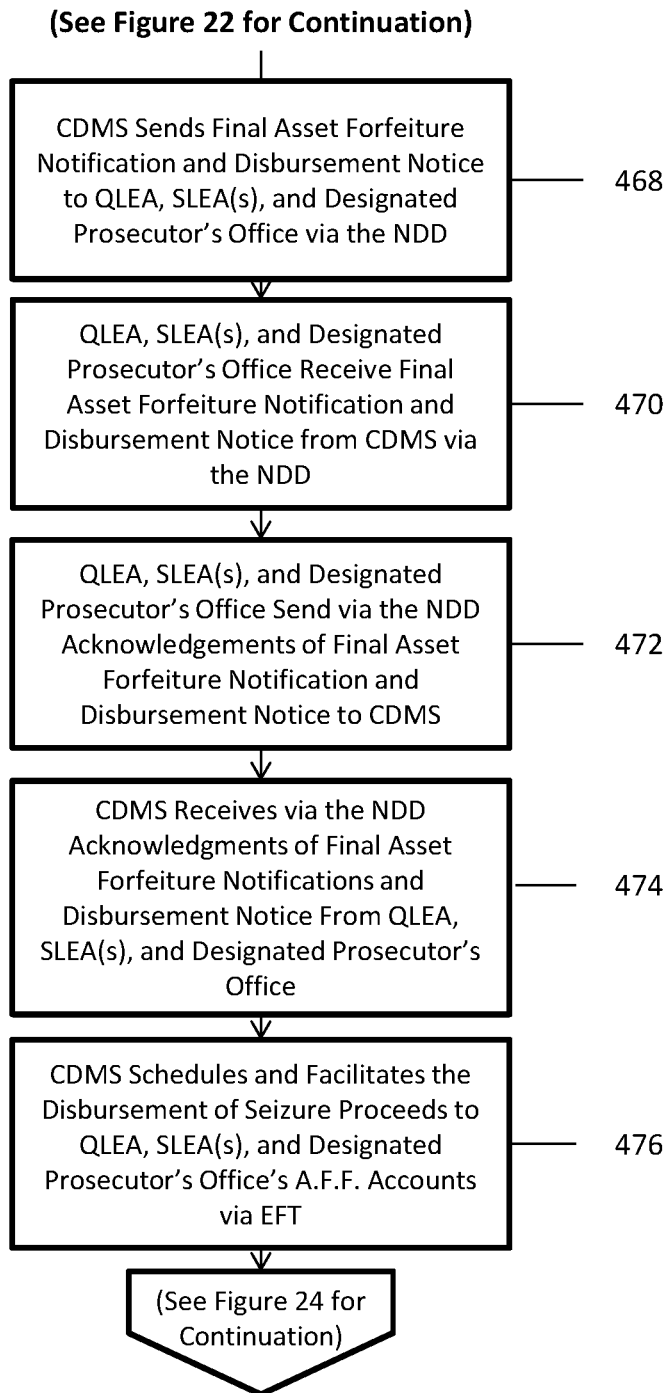 (See Figure 22 for Continuation)
CDMS Sends Final Asset Forfeiture
Notification and Disbursement Notice
to QLEA, SLEA(s), and Designated
Prosecutor's Office via the NDD
468
QLEA, SLEA(s), and Designated
Prosecutor's Office Receive Final
Asset Forfeiture Notification and
Disbursement Notice from CDMS via
the NDD
470
QLEA, SLEA(s), and Designated
Prosecutor's Office Send via the NDD
Acknowledgements of Final Asset
Forfeiture Notification and
Disbursement Notice to CDMS
472
CDMS Receives via the NDD
Acknowledgments of Final Asset
Forfeiture Notifications and
Disbursement Notice From QLEA,
SLEA(s), and Designated Prosecutor's
Office
474
CDMS Schedules and Facilitates the
Disbursement of Seizure Proceeds to
QLEA, SLEA(s), and Designated
Prosecutor's Office's A.F.F. Accounts
via EFT
476
(See Figure 24 for
Continuation)